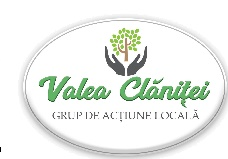 Valea Clăniței
GRUP DE ACȚIUNE LOCALĂ